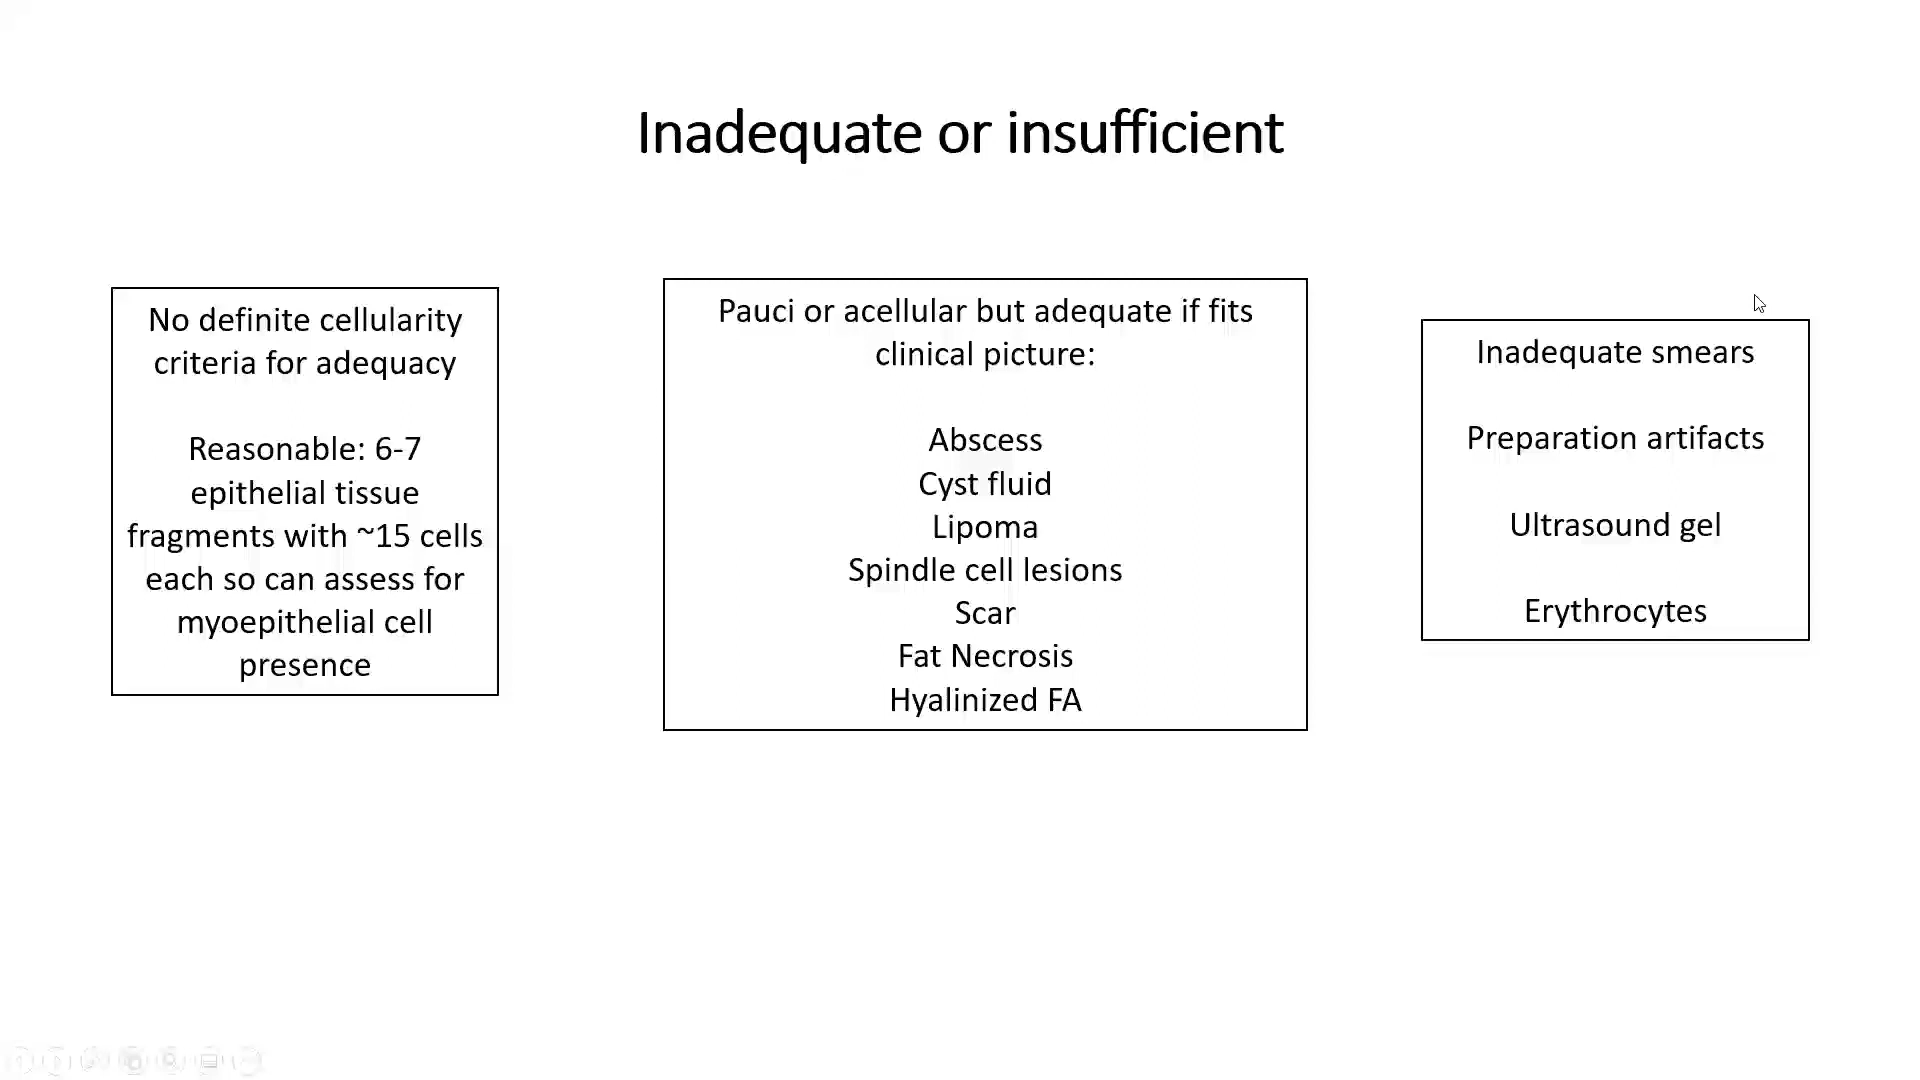 Inadequate or insufficient
No definite cellularity
criteria for adequacy
Reasonable: 6-7
epithelial tissue
fragments with ~15 cells
each so can assess for
myoepithelial cell
presence
Pauci or acellular but adequate if fits
clinical picture:
Abscess
Cyst fluid
Lipoma
Spindle cell lesions
Scar
Fat Necrosis
Hyalinized FA
Inadequate smears
Preparation artifacts
Ultrasound gel
Erythrocytes